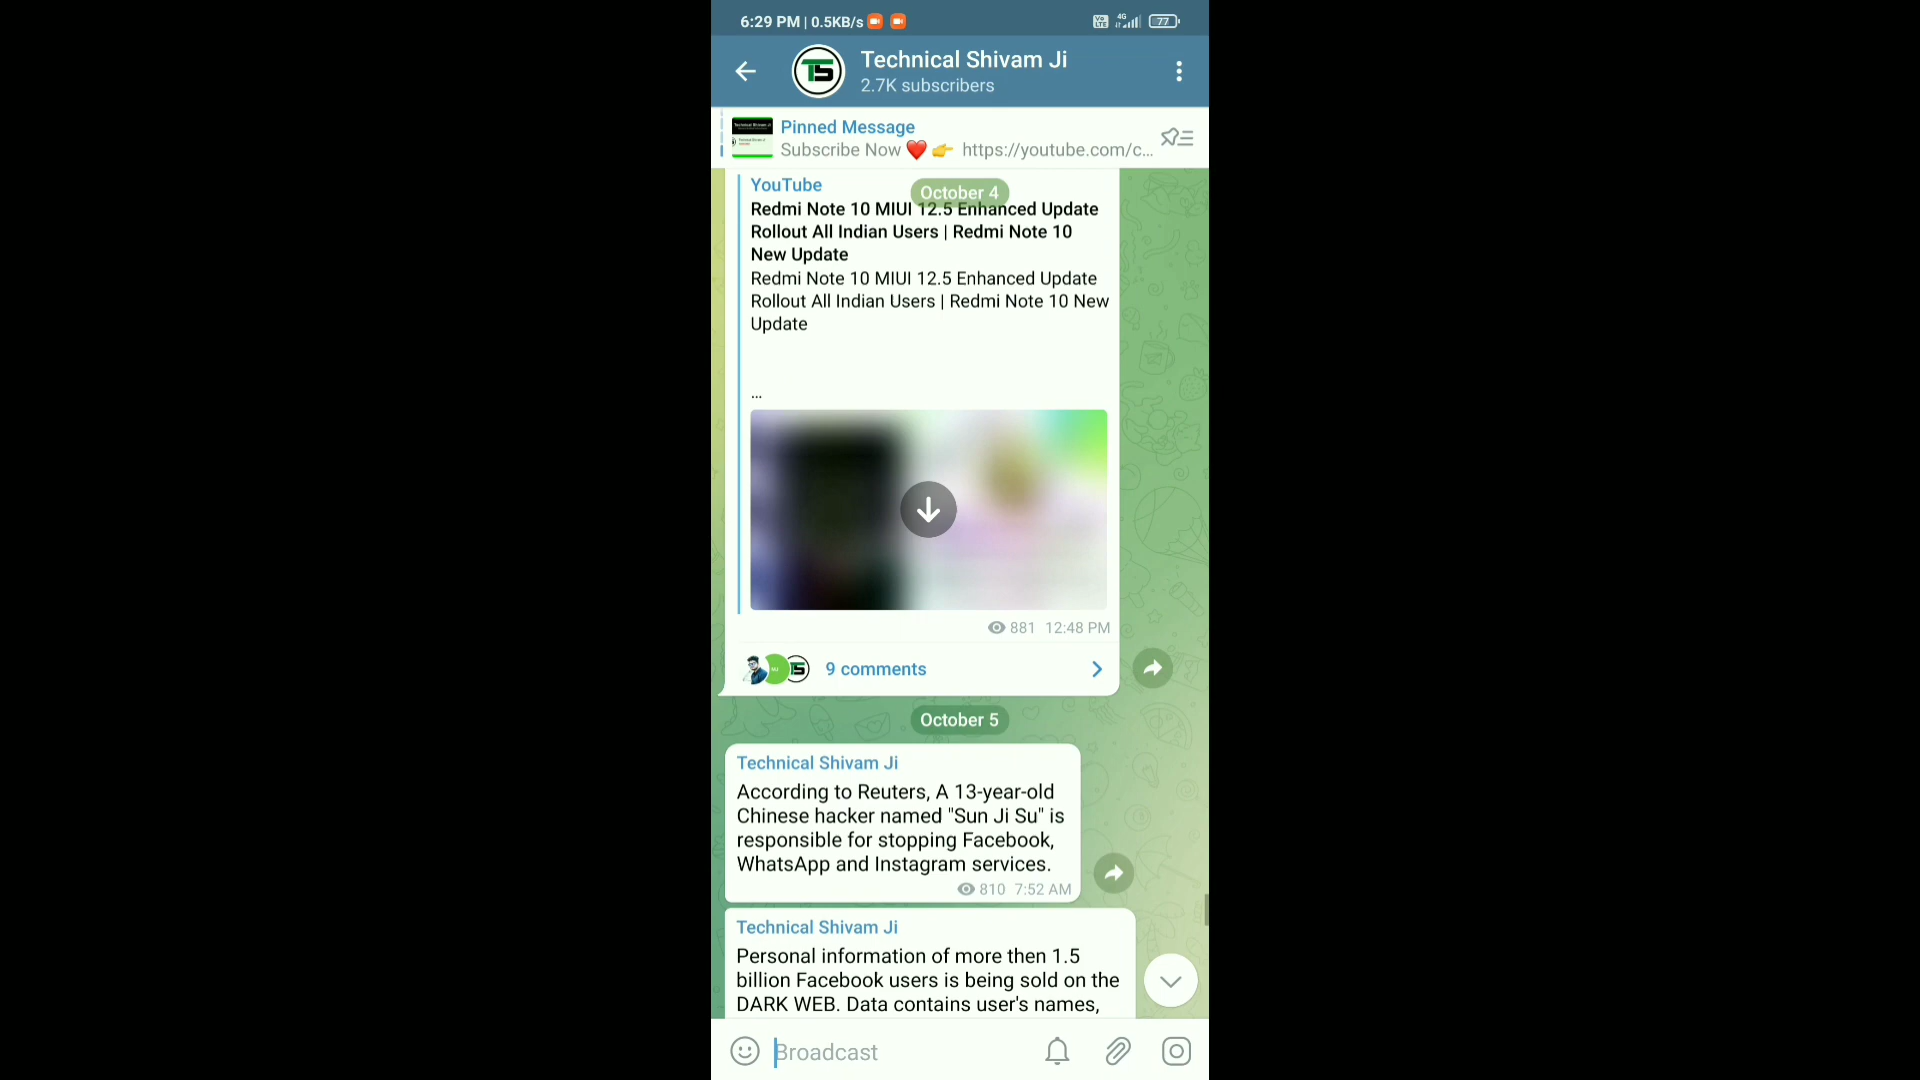 6:29 PM | 0.5KB/s
Vo LTE 4G 77
TS
Technical Shivam Ji
2.7K subscribers
Pinned Message
Subscribe Now ❤️ 👉 https://youtube.com/c...
YouTube
October 4
Redmi Note 10 MIUI 12.5 Enhanced Update
Rollout All Indian Users | Redmi Note 10
New Update
Redmi Note 10 MIUI 12.5 Enhanced Update
Rollout All Indian Users | Redmi Note 10 New
Update
...
881 12:48 PM
9 comments
October 5
Technical Shivam Ji
According to Reuters, A 13-year-old
Chinese hacker named "Sun Ji Su" is
responsible for stopping Facebook,
WhatsApp and Instagram services.
810 7:52 AM
Technical Shivam Ji
Personal information of more then 1.5
billion Facebook users is being sold on the
DARK WEB. Data contains user's names,
Broadcast